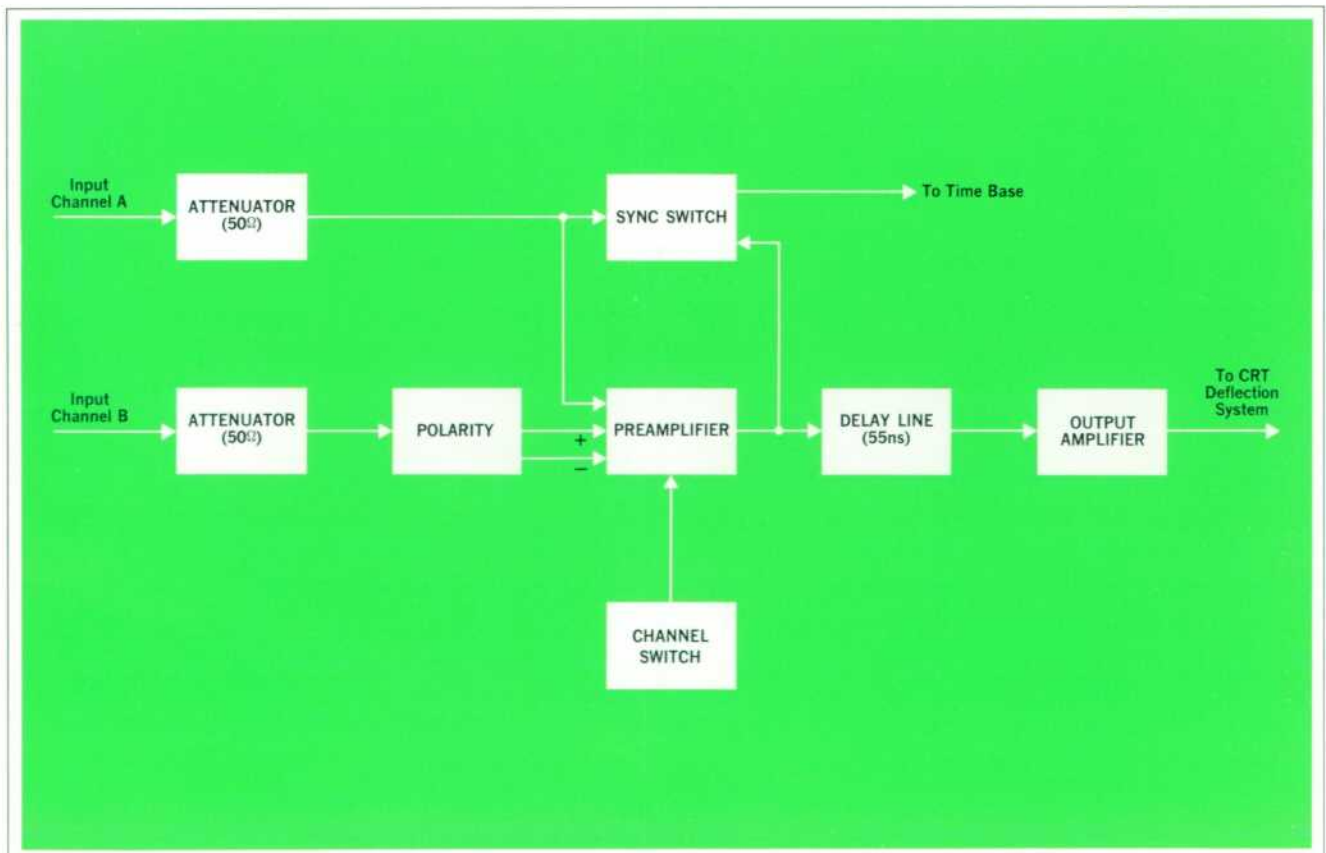 Input
Channel A
ATTENUATOR
(50Ω)
SYNC SWITCH
To Time Base
Input
Channel B
ATTENUATOR
(50Ω)
POLARITY
+
−
PREAMPLIFIER
DELAY LINE
(55ns)
OUTPUT
AMPLIFIER
To CRT
Deflection
System
CHANNEL
SWITCH